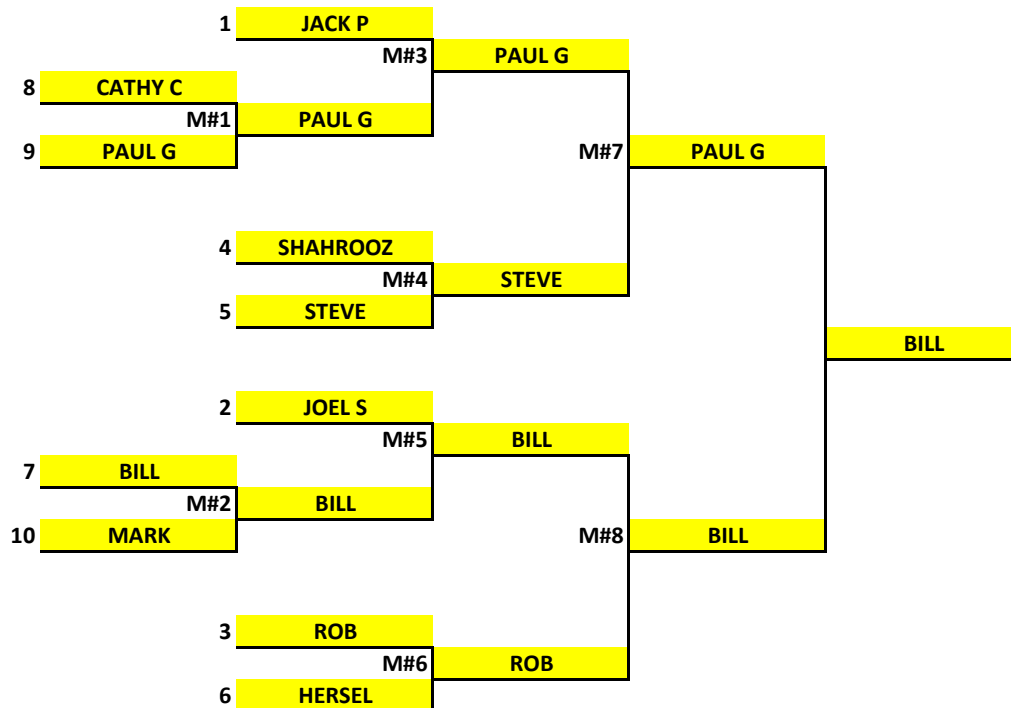 1 JACK P
M#3 PAUL G
8 CATHY C
M#1 PAUL G
9 PAUL G
M#7 PAUL G
4 SHAHROOZ
M#4 STEVE
5 STEVE
BILL
2 JOEL S
M#5 BILL
7 BILL
M#2 BILL
10 MARK
M#8 BILL
3 ROB
M#6 ROB
6 HERSEL